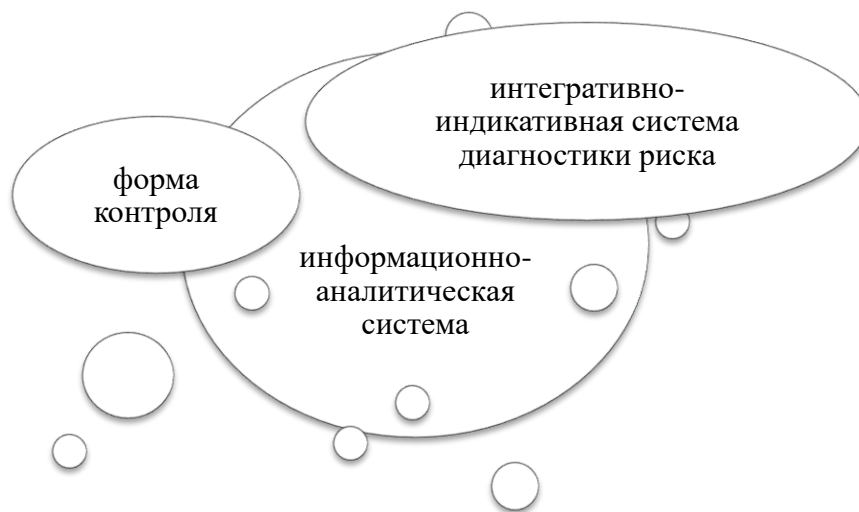 интегративно-
индикативная система
диагностики риска
форма
контроля
информационно-
аналитическая
система